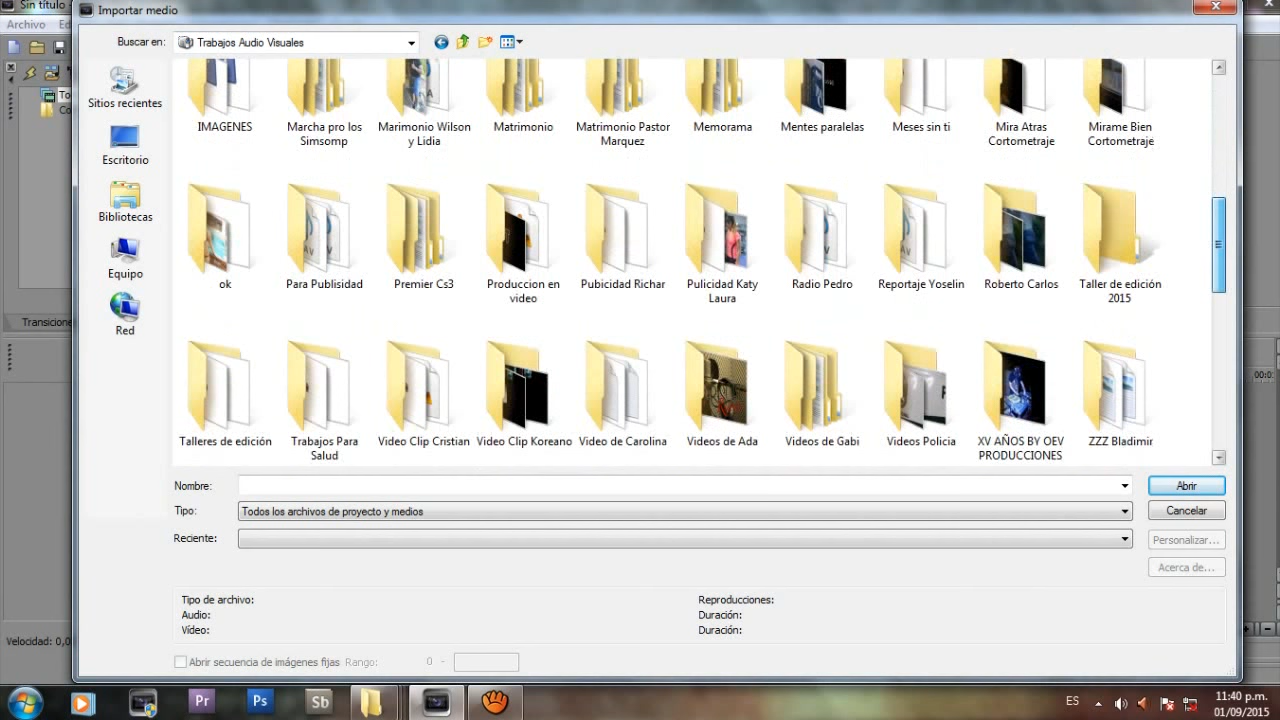 Sin título -
Importar medio
Archivo
Buscar en: Trabajos Audio Visuales
Sitios recientes
Escritorio
Bibliotecas
Equipo
Red
IMAGENES
Marcha pro los Simsomp
Marimonio Wilson y Lidia
Matrimonio
Matrimonio Pastor Marquez
Memorama
Mentes paralelas
Meses sin ti
Mira Atras Cortometraje
Mirame Bien Cortometraje
ok
Para Publisidad
Premier Cs3
Produccion en video
Pubicidad Richar
Pulicidad Katy Laura
Radio Pedro
Reportaje Yoselin
Roberto Carlos
Taller de edición 2015
Talleres de edición
Trabajos Para Salud
Video Clip Cristian
Video Clip Koreano
Video de Carolina
Videos de Ada
Videos de Gabi
Videos Policia
XV AÑOS BY OEV PRODUCCIONES
ZZZ Bladimir
Transicione
00:0
Nombre:
Abrir
Tipo: Todos los archivos de proyecto y medios
Cancelar
Reciente:
Personalizar...
Acerca de...
Tipo de archivo:
Audio:
Vídeo:
Reproducciones:
Duración:
Duración:
Velocidad: 0,0
Abrir secuencia de imágenes fijas Rango: 0 -
Pr
Ps
Sb
ES
11:40 p.m.
01/09/2015